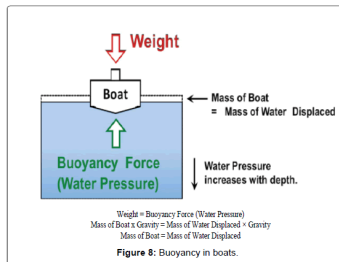 Weight
Boat
Mass of Boat
= Mass of Water Displaced
Buoyancy Force
(Water Pressure)
Water Pressure
increases with depth.
Weight = Buoyancy Force (Water Pressure)
Mass of Boat x Gravity = Mass of Water Displaced × Gravity
Mass of Boat = Mass of Water Displaced
Figure 8: Buoyancy in boats.